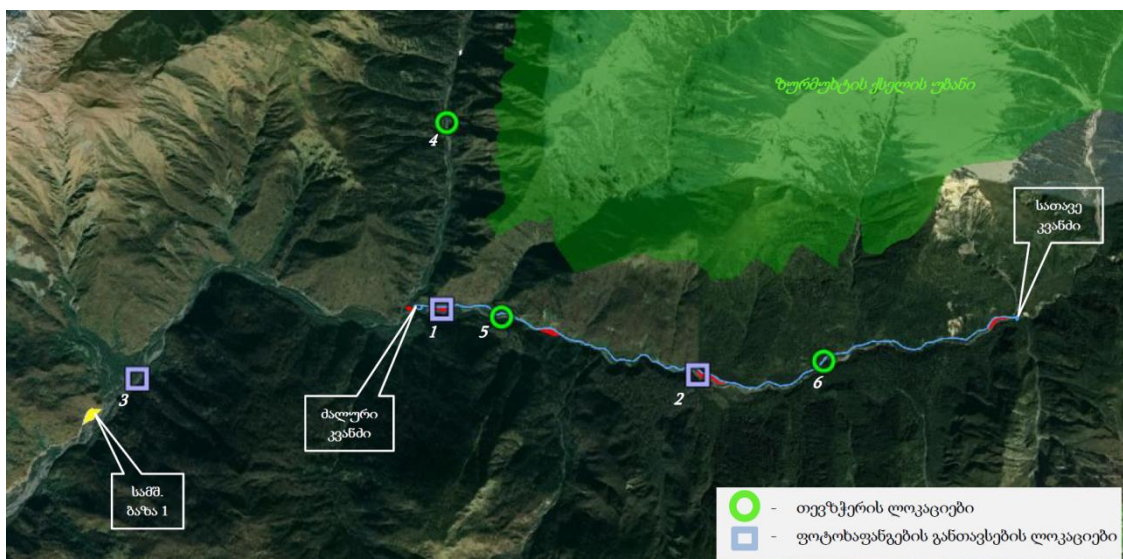 ზურმუხტის ქსელის უბანი
4
სათავე
კვანძი
1
5
3
2
6
ძალური
კვანძი
სამშ.
ბაზა 1
- თევზჭერის ლოკაციები
- ფოტოხაფანგების განთავსების ლოკაციები